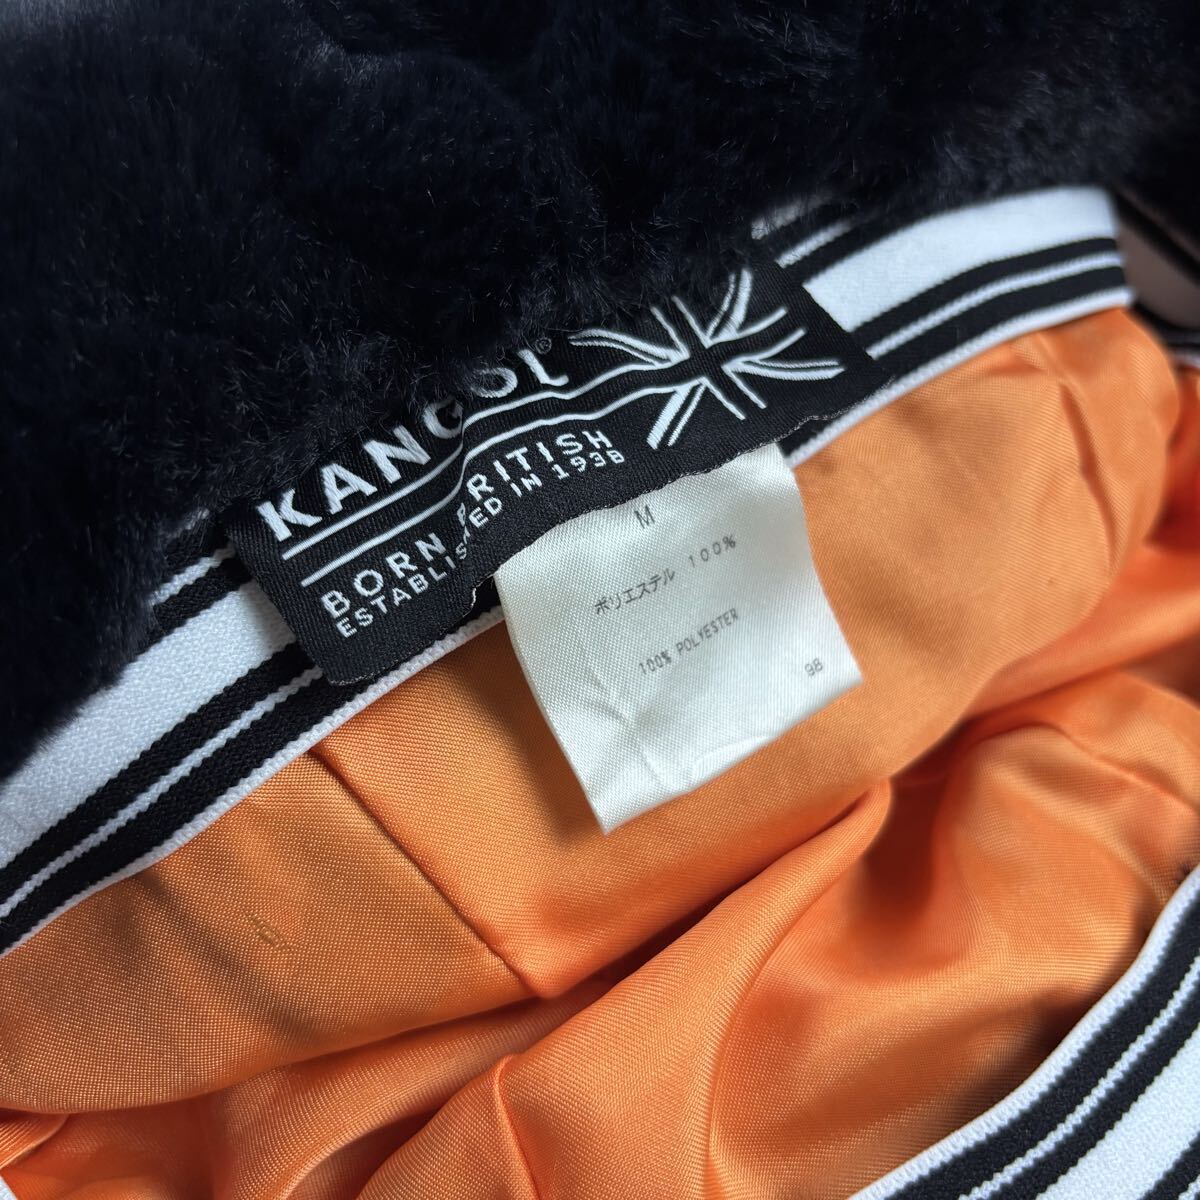 KANGOL®
BORN BRITISH
ESTABLISHED IN 1938
M
ポリエステル 100%
100% POLYESTER
98